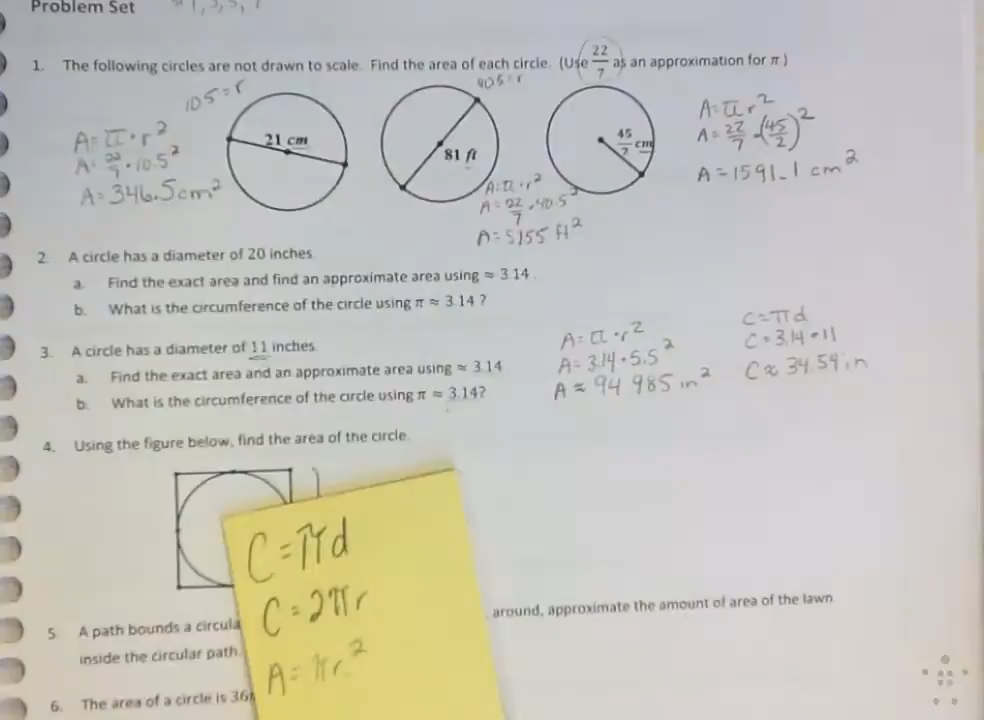 Problem Set
1. The following circles are not drawn to scale. Find the area of each circle. (Use 22/7 as an approximation for π)
10.5=r
40.5=r
21 cm
81 ft
45/2 cm
A=π·r²
A=22/7·10.5²
A=346.5cm²
A=π·r²
A=22/7·40.5²
A=5155 ft²
A=πr²
A=22/7·(45/2)²
A=1591.1 cm²
2. A circle has a diameter of 20 inches.
a. Find the exact area and find an approximate area using ≈ 3.14.
b. What is the circumference of the circle using π ≈ 3.14 ?
3. A circle has a diameter of 11 inches.
a. Find the exact area and an approximate area using ≈ 3.14
b. What is the circumference of the circle using π ≈ 3.14?
A=π·r²
A=3.14·5.5²
A≈94.985in²
C=πd
C=3.14·11
C≈34.54in
4. Using the figure below, find the area of the circle.
C=πd
C=2πr
A=πr²
5. A path bounds a circula around, approximate the amount of area of the lawn
inside the circular path.
6. The area of a circle is 36